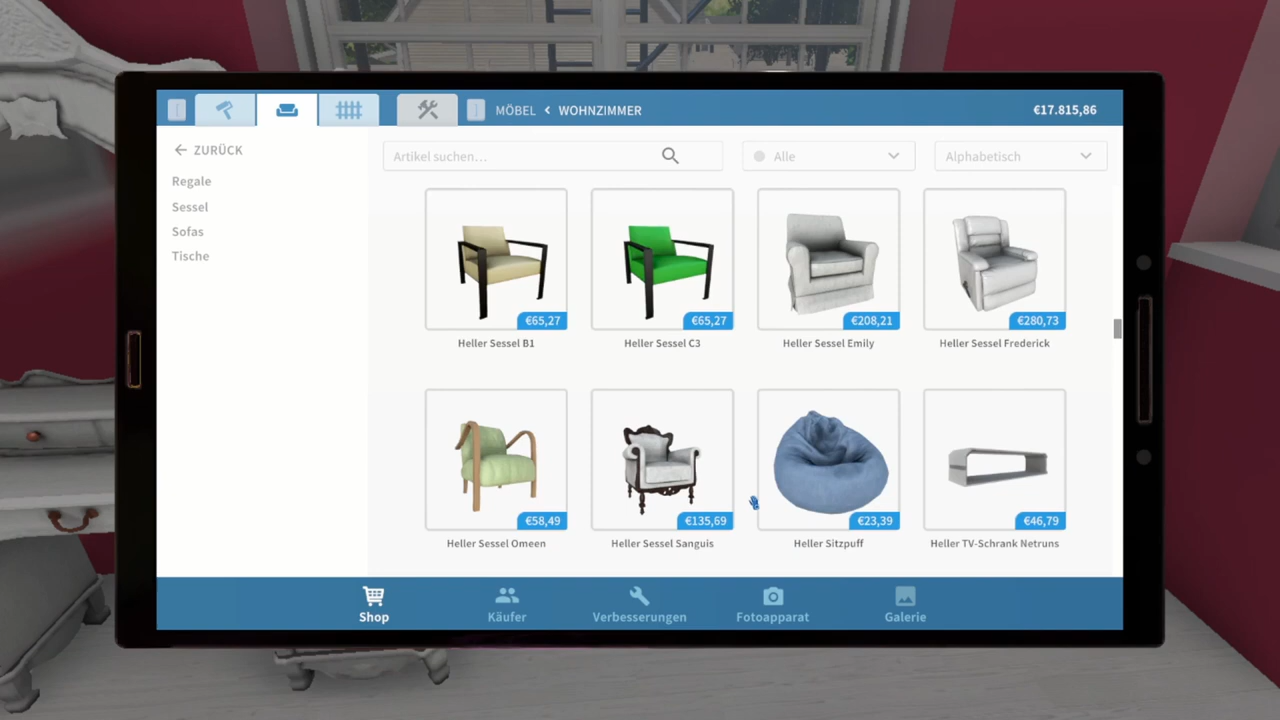 MÖBEL < WOHNZIMMER
€17.815,86
ZURÜCK
Regale
Sessel
Sofas
Tische
Artikel suchen...
Alle
Alphabetisch
€65,27
€65,27
€208,21
€280,73
Heller Sessel B1
Heller Sessel C3
Heller Sessel Emily
Heller Sessel Frederick
€58,49
€135,69
€23,39
€46,79
Heller Sessel Omeen
Heller Sessel Sanguis
Heller Sitzpuff
Heller TV-Schrank Netruns
Shop
Käufer
Verbesserungen
Fotoapparat
Galerie